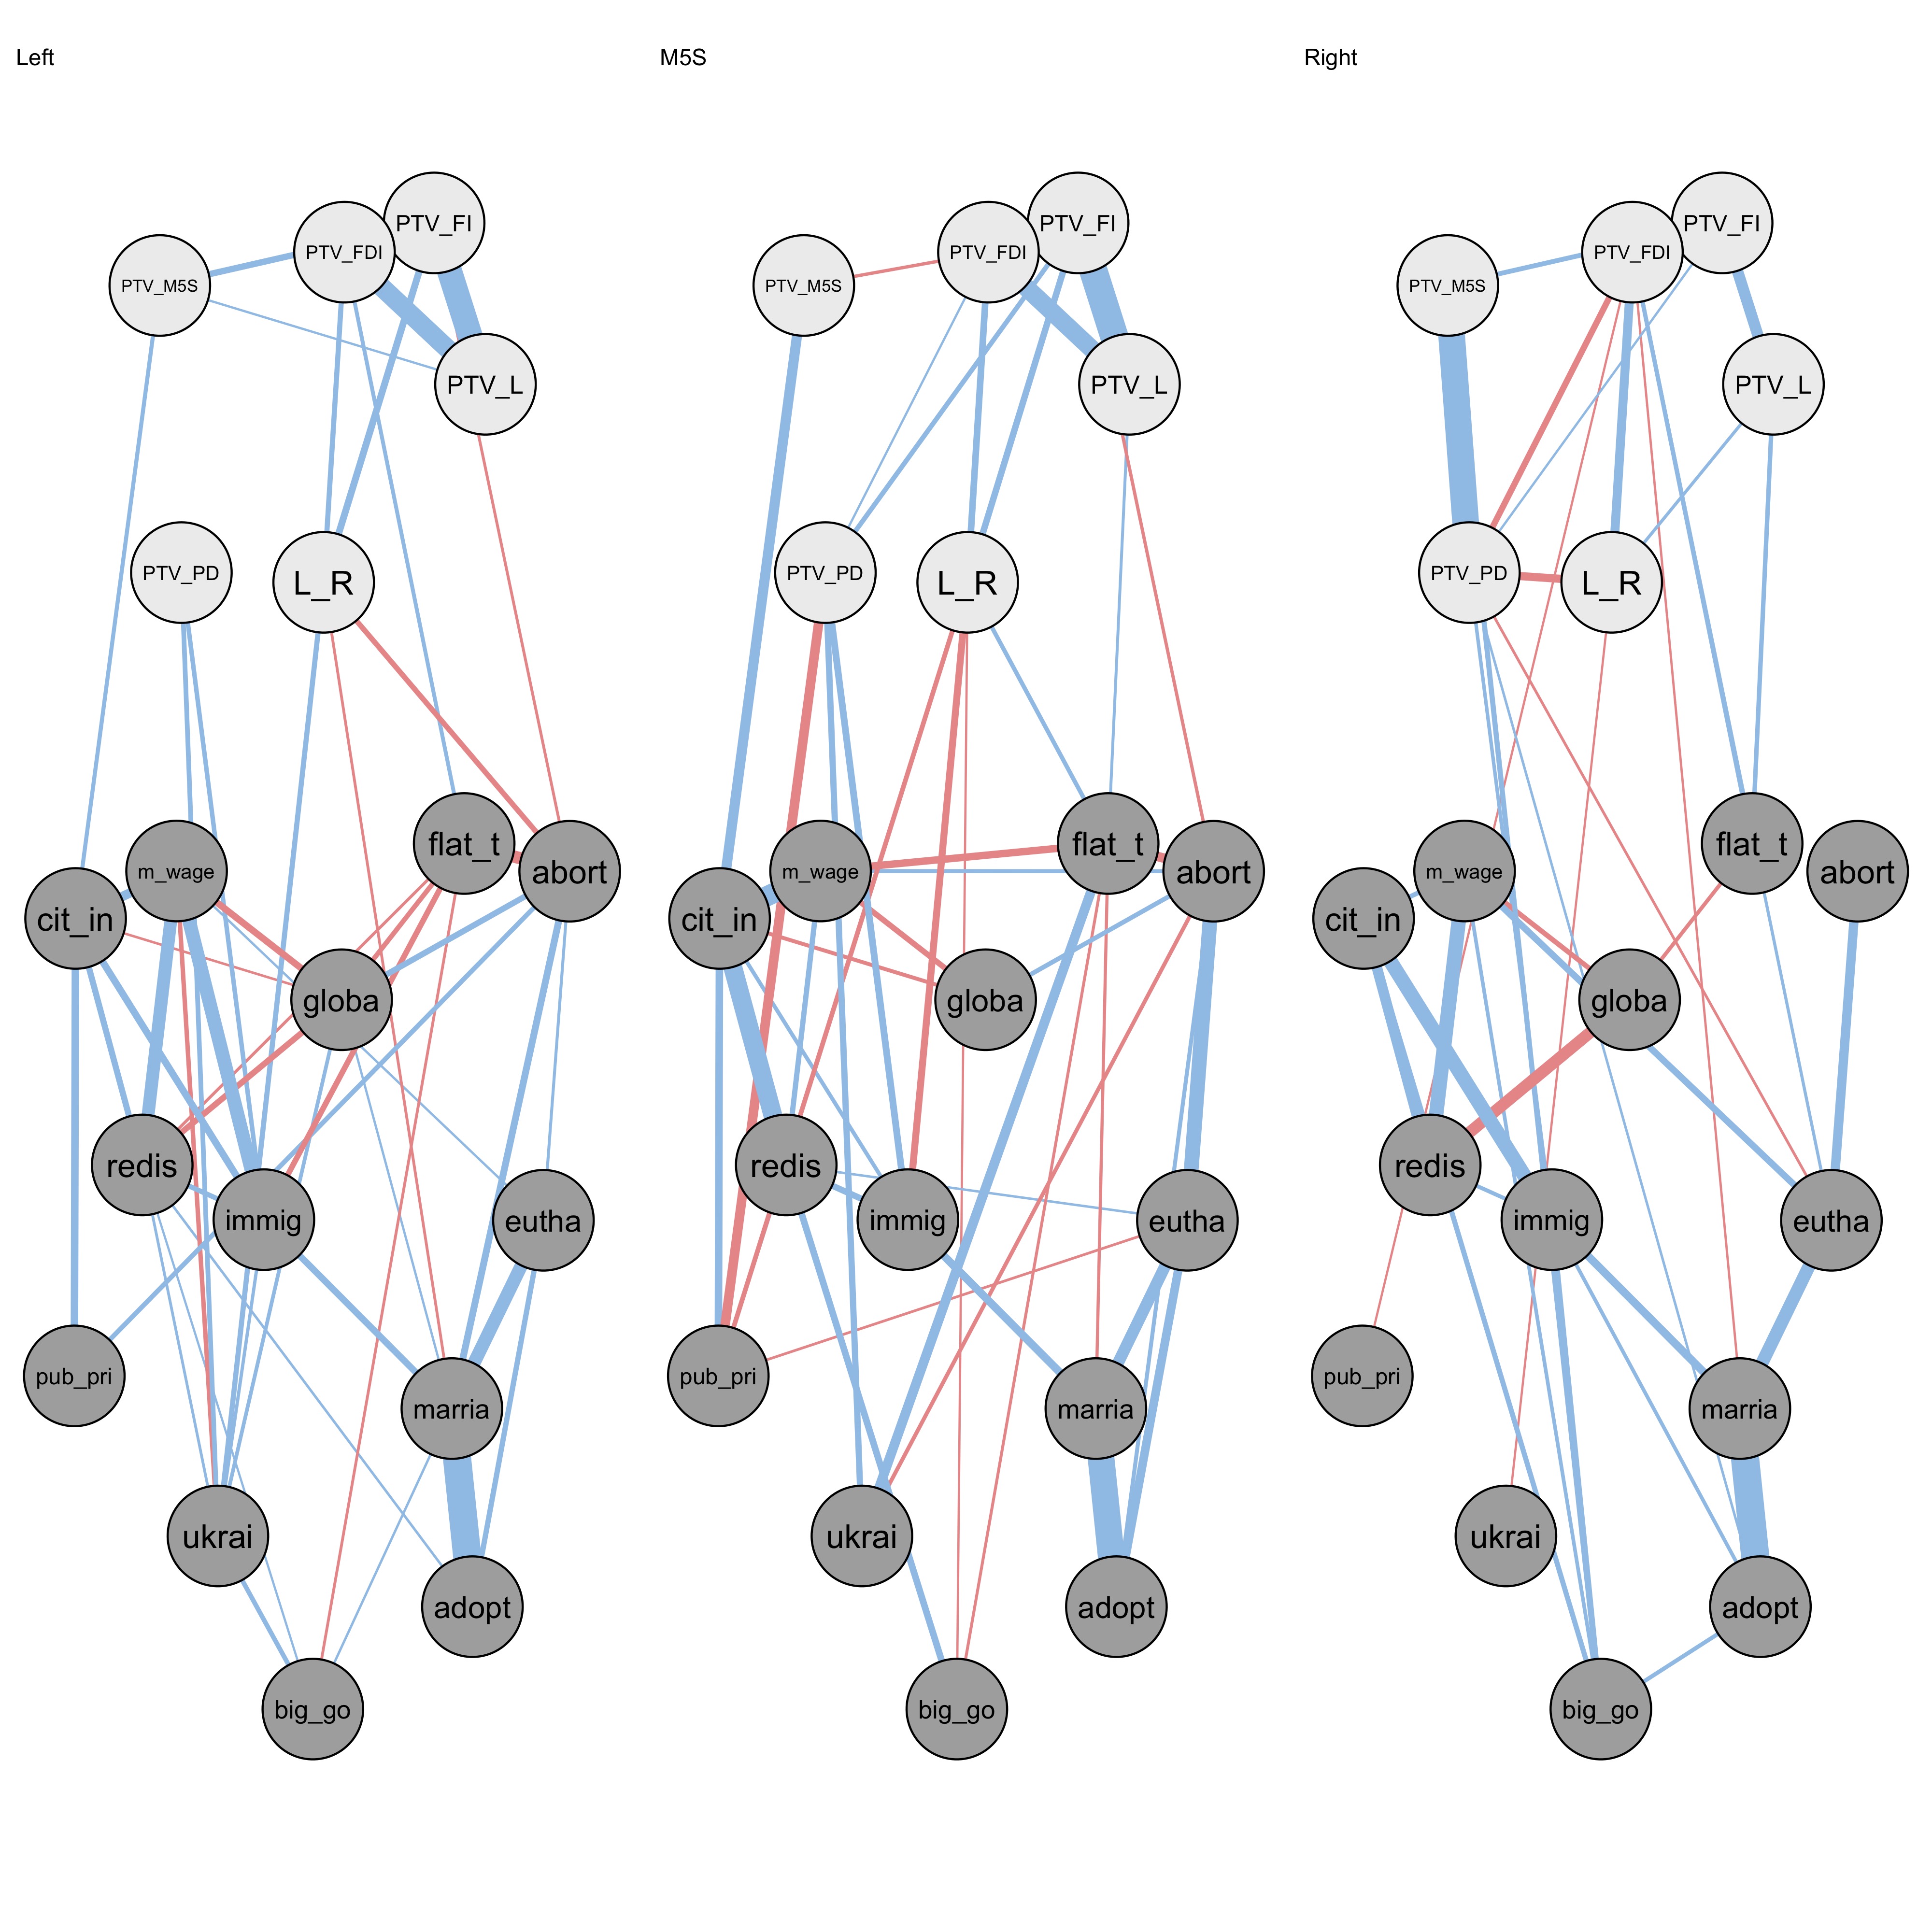 Left
M5S
Right
PTV_FI
PTV_FDI
PTV_M5S
PTV_L
PTV_PD
L_R
flat_t
m_wage
abort
cit_in
globa
redis
immig
eutha
pub_pri
marria
ukrai
adopt
big_go
PTV_FI
PTV_FDI
PTV_M5S
PTV_L
PTV_PD
L_R
flat_t
m_wage
abort
cit_in
globa
redis
immig
eutha
pub_pri
marria
ukrai
adopt
big_go
PTV_FI
PTV_FDI
PTV_M5S
PTV_L
PTV_PD
L_R
flat_t
m_wage
abort
cit_in
globa
redis
immig
eutha
pub_pri
marria
ukrai
adopt
big_go